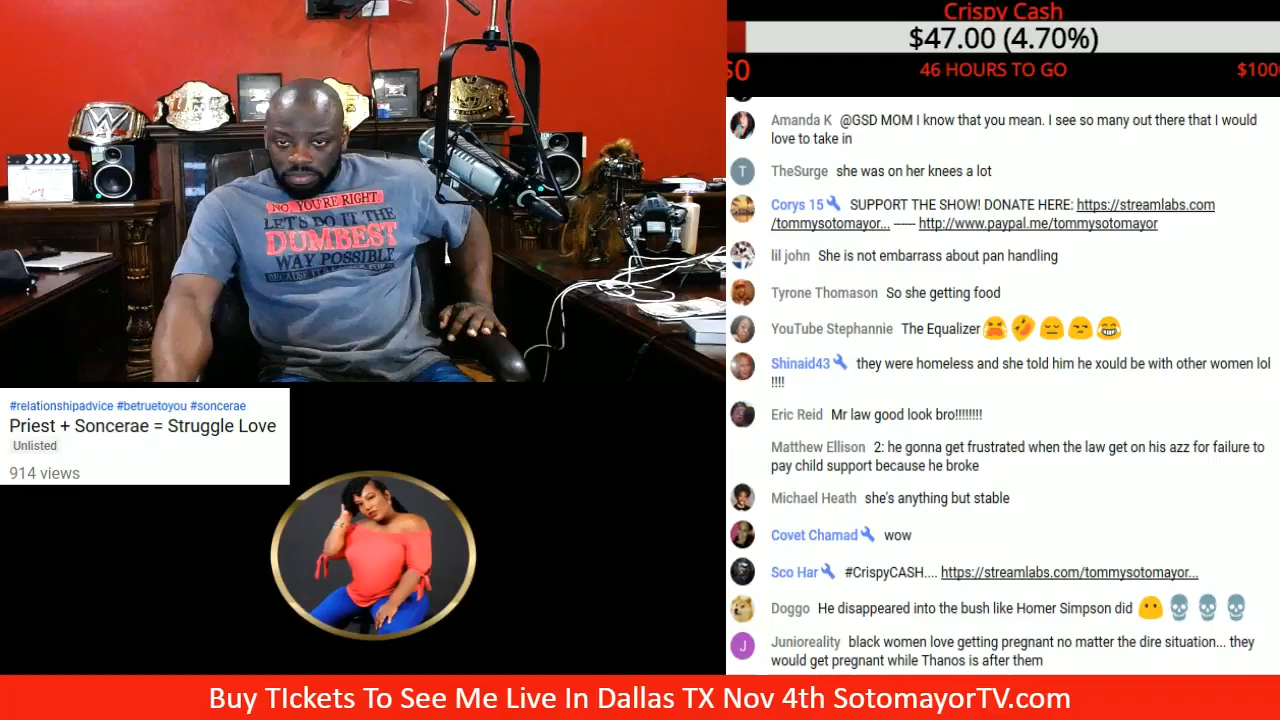 Crispy Cash
$47.00 (4.70%)
$0
46 HOURS TO GO
$100
NO, YOU'RE RIGHT.
LET'S DO IT THE
DUMBEST
WAY POSSIBLE
Amanda K @GSD MOM I know that you mean. I see so many out there that I would
love to take in
T
TheSurge she was on her knees a lot
Corys 15 SUPPORT THE SHOW! DONATE HERE: https://streamlabs.com
/tommysotomayor... ------ http://www.paypal.me/tommysotomayor
lil john She is not embarrass about pan handling
Tyrone Thomason So she getting food
YouTube Stephannie The Equalizer 😫🤣😔😒😂
Shinaid43 they were homeless and she told him he xould be with other women lol
!!!!
Eric Reid Mr law good look bro!!!!!!!!
Matthew Ellison 2: he gonna get frustrated when the law get on his azz for failure to
pay child support because he broke
Michael Heath she's anything but stable
Covet Chamad wow
Sco Har #CrispyCASH.... https://streamlabs.com/tommysotomayor...
Doggo He disappeared into the bush like Homer Simpson did 😶💀💀💀
J
Junioreality black women love getting pregnant no matter the dire situation... they
would get pregnant while Thanos is after them
#relationshipadvice #betruetoyou #soncerae
Priest + Soncerae = Struggle Love
Unlisted
914 views
Buy TIckets To See Me Live In Dallas TX Nov 4th SotomayorTV.com